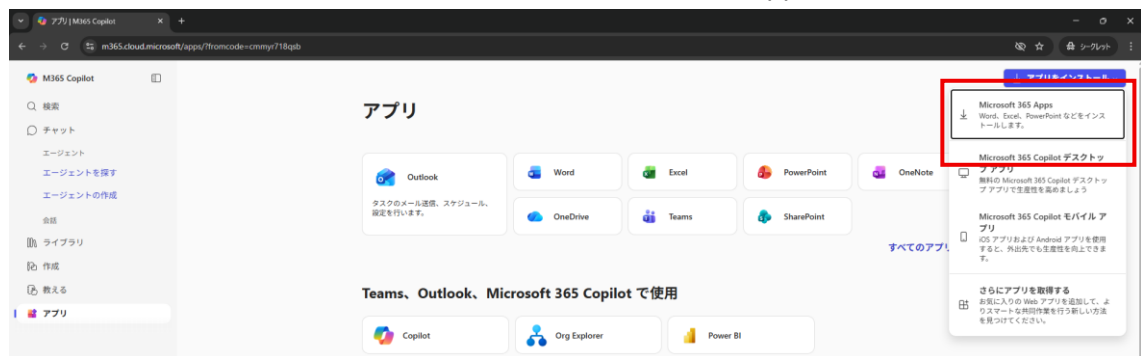 アプリ | M365 Copilot
m365.cloud.microsoft/apps/?fromcode=cmmyr718qsb
シークレット
M365 Copilot
検索
チャット
エージェント
エージェントを探す
エージェントの作成
会話
ライブラリ
作成
教える
アプリ
アプリをインストール
アプリ
Outlook
タスクのメール送信、スケジュール、
設定を行います。
Word
Excel
PowerPoint
OneNote
OneDrive
Teams
SharePoint
すべてのアプ
Teams、Outlook、Microsoft 365 Copilot で使用
Copilot
Org Explorer
Power BI
Microsoft 365 Apps
Word、Excel、PowerPoint などをインス
トールします。
Microsoft 365 Copilot デスクトッ
プ アプリ
無料の Microsoft 365 Copilot デスクトッ
プ アプリで生産性を高めましょう
Microsoft 365 Copilot モバイル ア
プリ
iOS アプリおよび Android アプリを使用
すると、外出先でも生産性を向上できま
す。
さらにアプリを取得する
お気に入りの Web アプリを追加して、よ
りスマートな共同作業を行う新しい方法
を見つけてください。